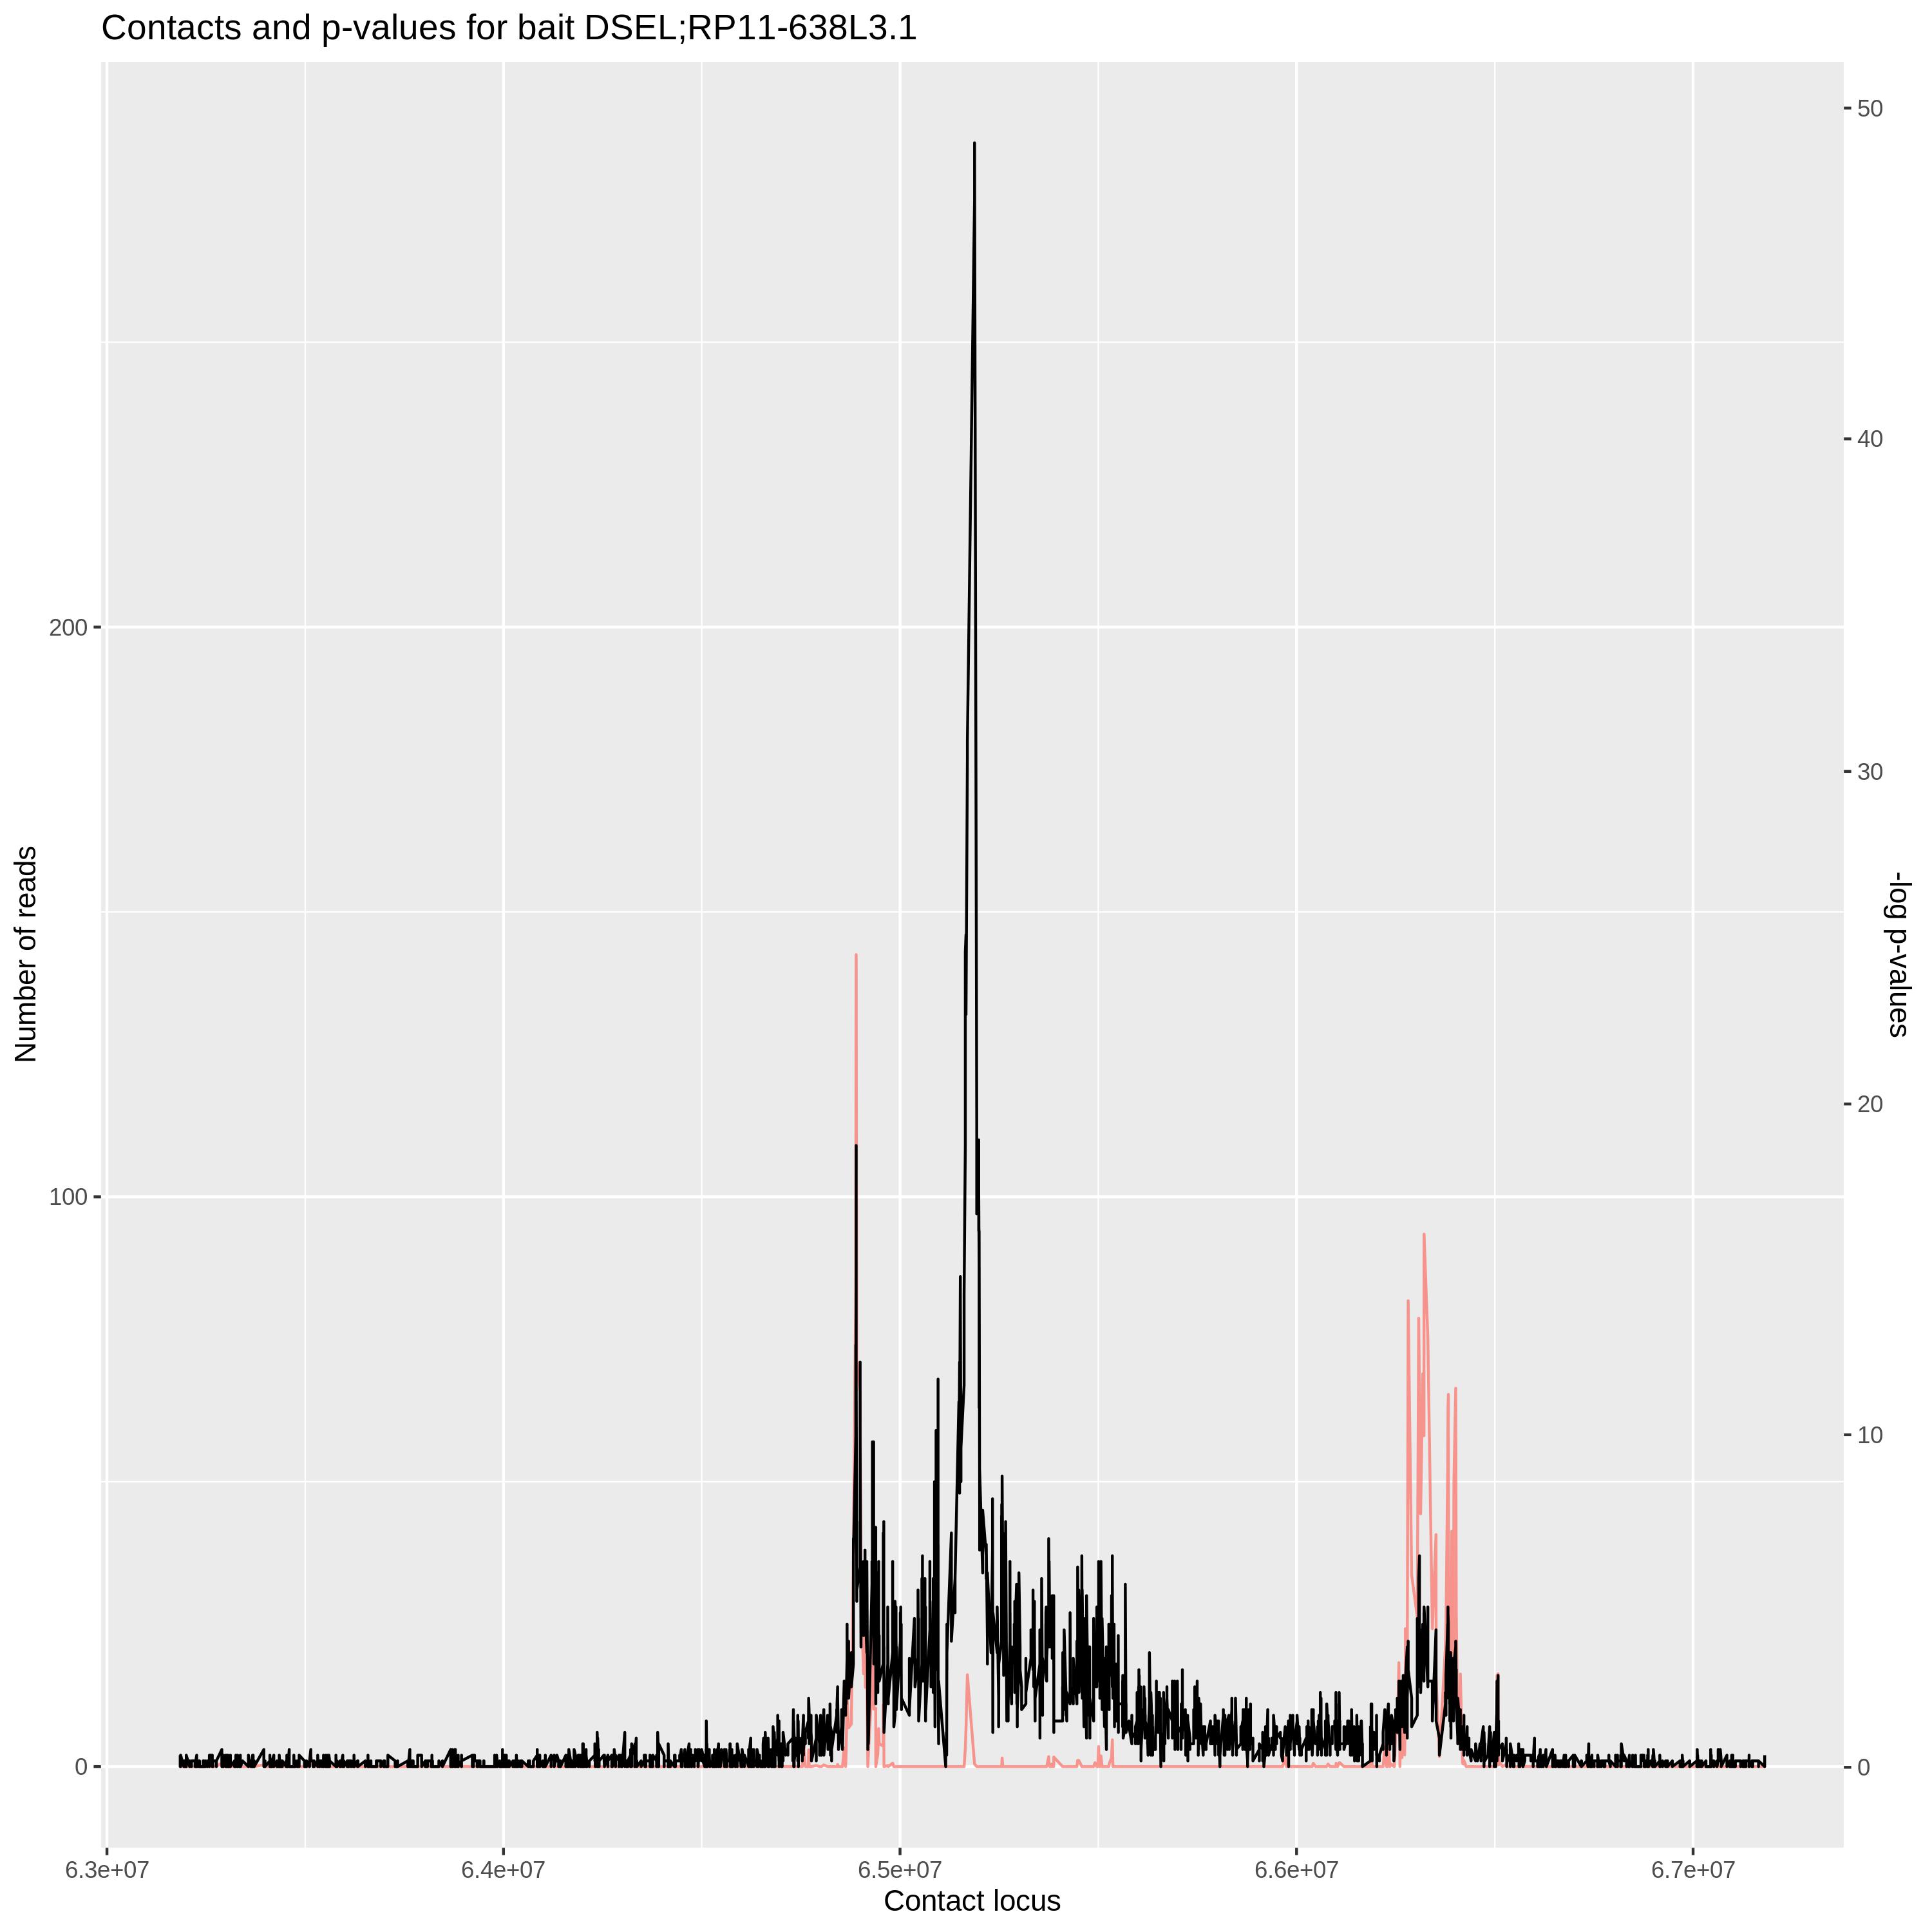 Contacts and p-values for bait DSEL;RP11-638L3.1
Number of reads
200
100
0
50
40
30
20
10
0
-log p-values
6.3e+07
6.4e+07
6.5e+07
6.6e+07
6.7e+07
Contact locus